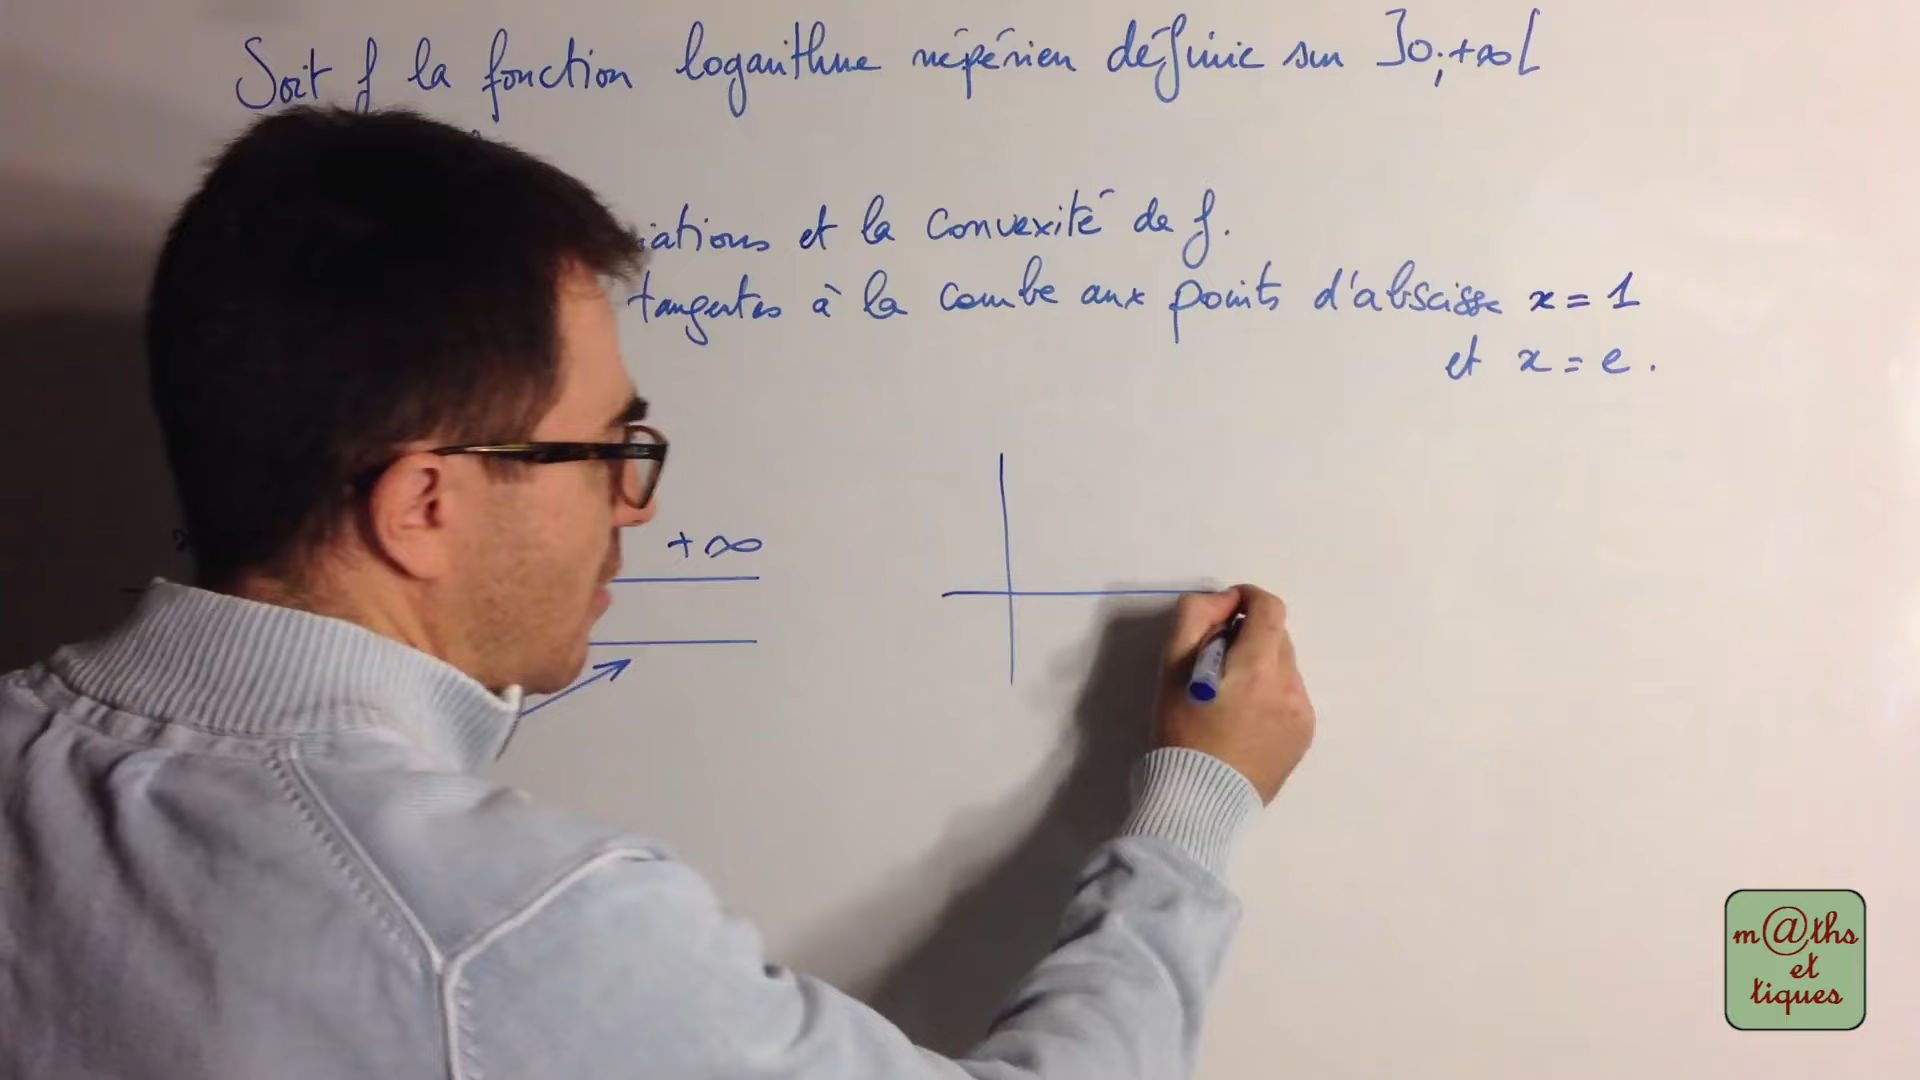 Soit f la fonction logarithme népérien définie sur ]0;+∞[
iations et la convexité de f.
tangentes à la courbe aux points d'abscisse x = 1
et x = e.
+∞
m@ths
et
tiques